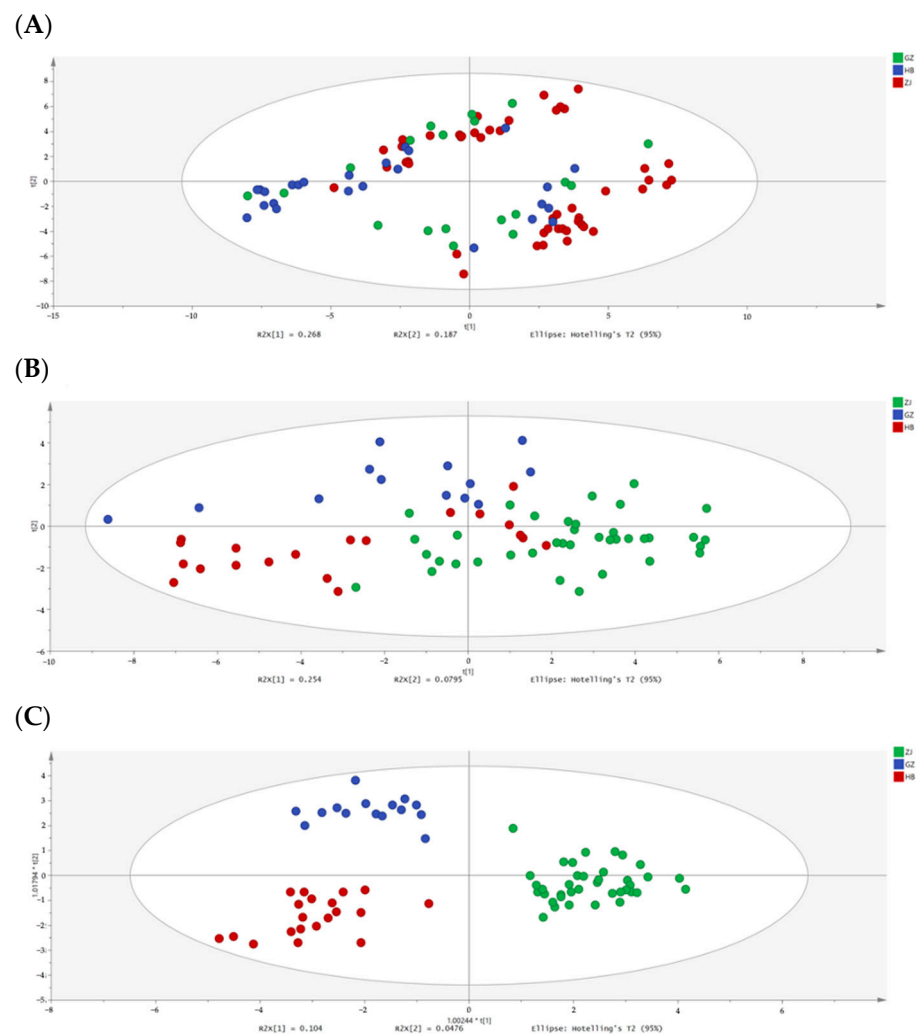 (A)
GZ
HB
ZJ
8
6
4
2
0
−2
−4
−6
−8
−10
t[2]
−15
−10
−5
0
5
10
t[1]
R2X[1] = 0.268
R2X[2] = 0.187
Ellipse: Hotelling's T2 (95%)
(B)
ZJ
GZ
HB
4
2
0
−2
−4
−6
t[2]
−10
−8
−6
−4
−2
0
2
4
6
8
t[1]
R2X[1] = 0.254
R2X[2] = 0.0795
Ellipse: Hotelling's T2 (95%)
(C)
ZJ
GZ
HB
4
3
2
1
0
−1
−2
−3
−4
−5
1.01794 * t[2]
−8
−6
−4
−2
0
2
4
6
1.00244 * t[1]
R2X[1] = 0.104
R2X[2] = 0.0476
Ellipse: Hotelling's T2 (95%)